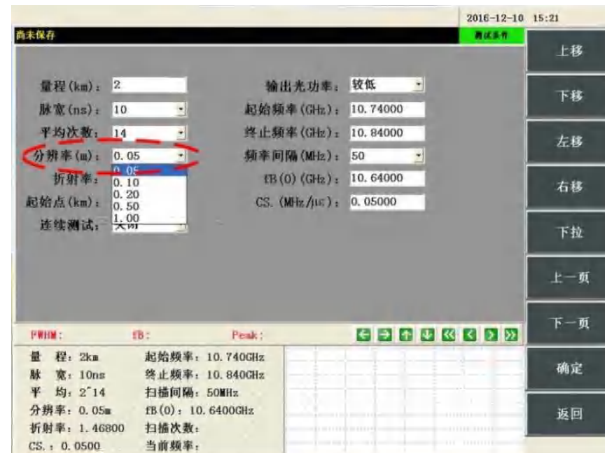 2016-12-10 15:21
尚未保存
测试条件
量程(km): 2
脉宽(ns): 10
平均次数: 14
分辨率(m): 0.05
0.05
0.10
0.20
0.50
1.00
折射率:
起始点(km):
连续测试: 关闭
输出光功率: 较低
起始频率(GHz): 10.74000
终止频率(GHz): 10.84000
频率间隔(MHz): 50
fB(0)(GHz): 10.64000
CS.(MHz/με): 0.05000
FWHM: fB: Peak:
量 程: 2km 起始频率: 10.740GHz
脉 宽: 10ns 终止频率: 10.840GHz
平 均: 2^14 扫描间隔: 50MHz
分辨率: 0.05m fB(0): 10.6400GHz
折射率: 1.46800 扫描次数:
CS.: 0.0500 当前频率:
上移
下移
左移
右移
下拉
上一页
下一页
确定
返回